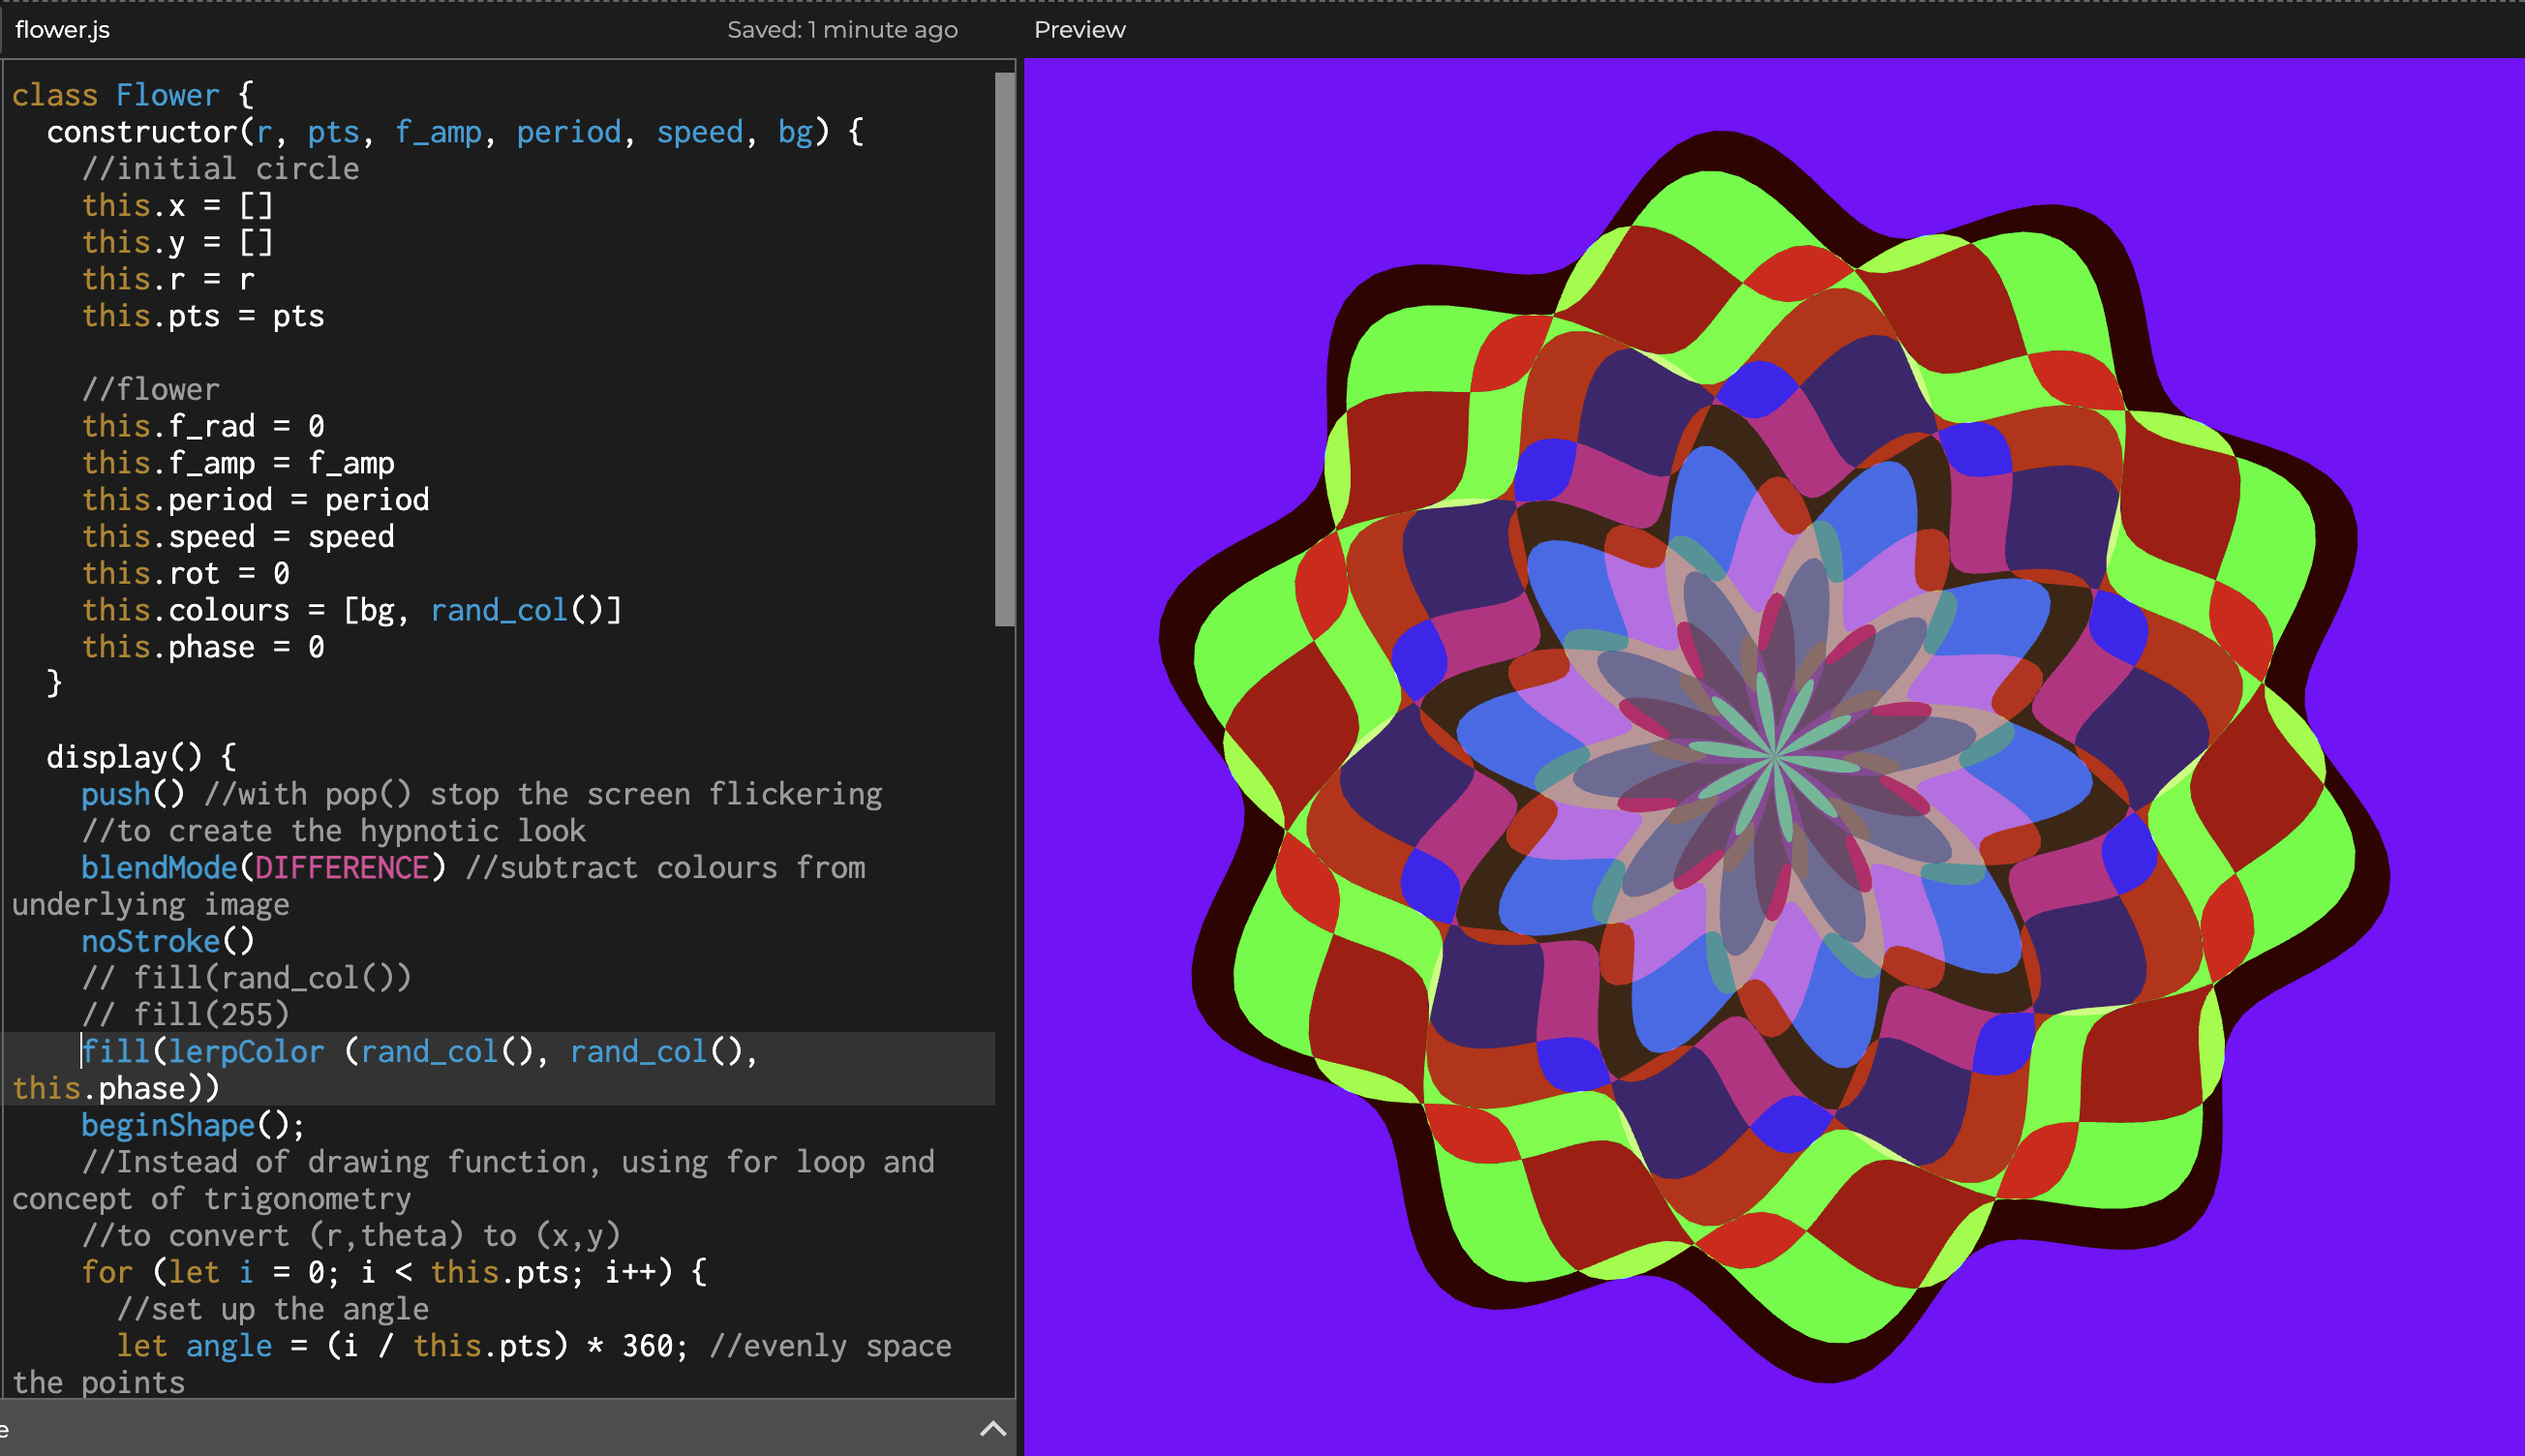 flower.js
Saved: 1 minute ago
Preview
class Flower {
constructor(r, pts, f_amp, period, speed, bg) {
//initial circle
this.x = []
this.y = []
this.r = r
this.pts = pts
//flower
this.f_rad = 0
this.f_amp = f_amp
this.period = period
this.speed = speed
this.rot = 0
this.colours = [bg, rand_col()]
this.phase = 0
}
display() {
push() //with pop() stop the screen flickering
//to create the hypnotic look
blendMode(DIFFERENCE) //subtract colours from
underlying image
noStroke()
// fill(rand_col())
// fill(255)
fill(lerpColor (rand_col(), rand_col(),
this.phase))
beginShape();
//Instead of drawing function, using for loop and
concept of trigonometry
//to convert (r,theta) to (x,y)
for (let i = 0; i < this.pts; i++) {
//set up the angle
let angle = (i / this.pts) * 360; //evenly space
the points
e